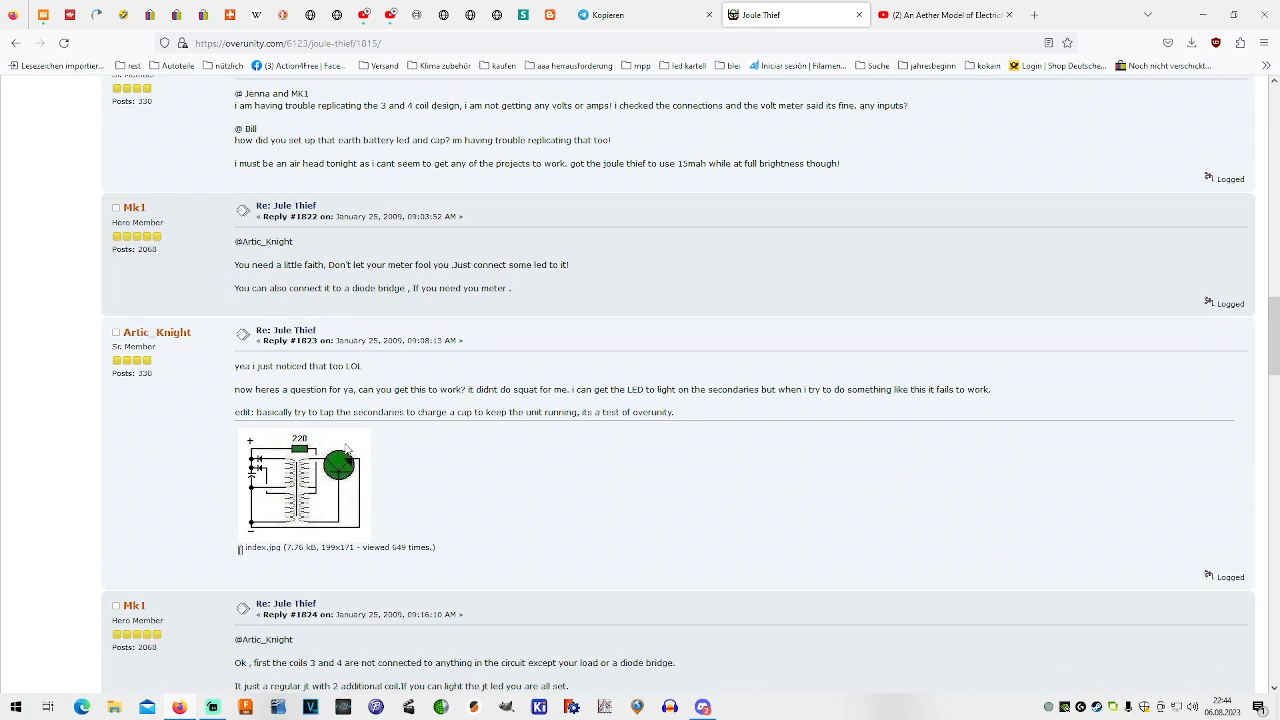 Kopieren
Joule Thief
(2) An Aether Model of Electrici
https://overunity.com/6123/joule-thief/1815/
Lesezeichen importier...
rest
Autoteile
nützlich
(3) Action4Free | Face...
Versand
Klima zubehör
kaufen
aaa herrausforderung
mpp
led kartell
blei
Iniciar sesión | Filamen...
Suche
jahresbeginn
kokain
Login | Shop Deutsche...
Noch nicht verschickt...
Sr. Member
Posts: 330
@ Jenna and MK1
i am having trouble replicating the 3 and 4 coil design, i am not getting any volts or amps! i checked the connections and the volt meter said its fine, any inputs?
@ Bill
how did you set up that earth battery led and cap? im having trouble replicating that too!
i must be an air head tonight as i cant seem to get any of the projects to work. got the joule thief to use 15mah while at full brightness though!
Logged
Mk1
Hero Member
Posts: 2068
Re: Jule Thief
« Reply #1822 on: January 25, 2009, 09:03:52 AM »
@Artic_Knight
You need a little faith, Don't let your meter fool you .Just connect some led to it!
You can also connect it to a diode bridge , If you need you meter .
Logged
Artic_Knight
Sr. Member
Posts: 330
Re: Jule Thief
« Reply #1823 on: January 25, 2009, 09:08:13 AM »
yea i just noticed that too LOL
now heres a question for ya, can you get this to work? it didnt do squat for me. i can get the LED to light on the secondaries but when i try to do something like this it fails to work.
edit: basically try to tap the secondaries to charge a cap to keep the unit running, its a test of overunity.
220
+
-
index.jpg (7.76 kB, 199x171 - viewed 649 times.)
Logged
Mk1
Hero Member
Posts: 2068
Re: Jule Thief
« Reply #1824 on: January 25, 2009, 09:16:10 AM »
@Artic_Knight
Ok , first the coils 3 and 4 are not connected to anything in the circuit except your load or a diode bridge.
It just a regular jt with 2 additional coil.If you can light the jt led you are all set.
22:44
06.08.2023